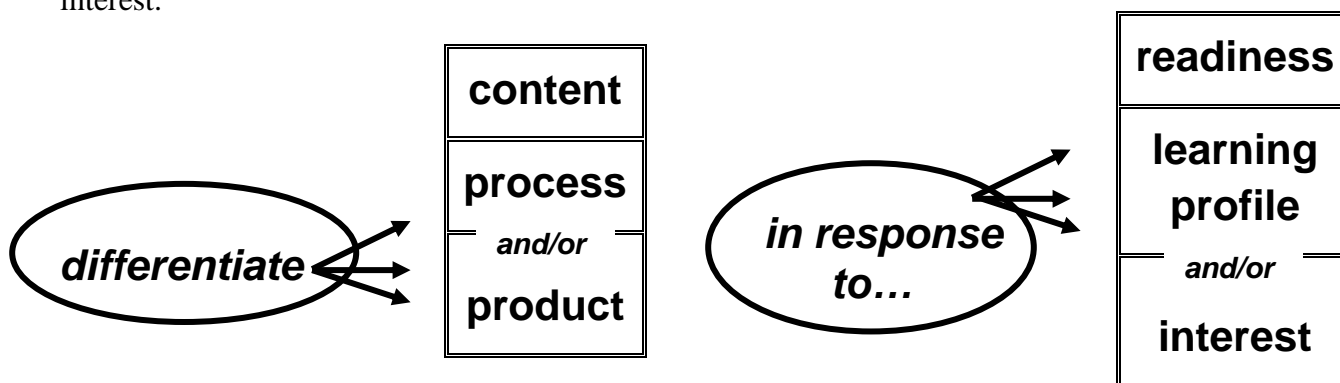 interest.
differentiate
content
process
and/or
product
in response
to…
readiness
learning
profile
and/or
interest